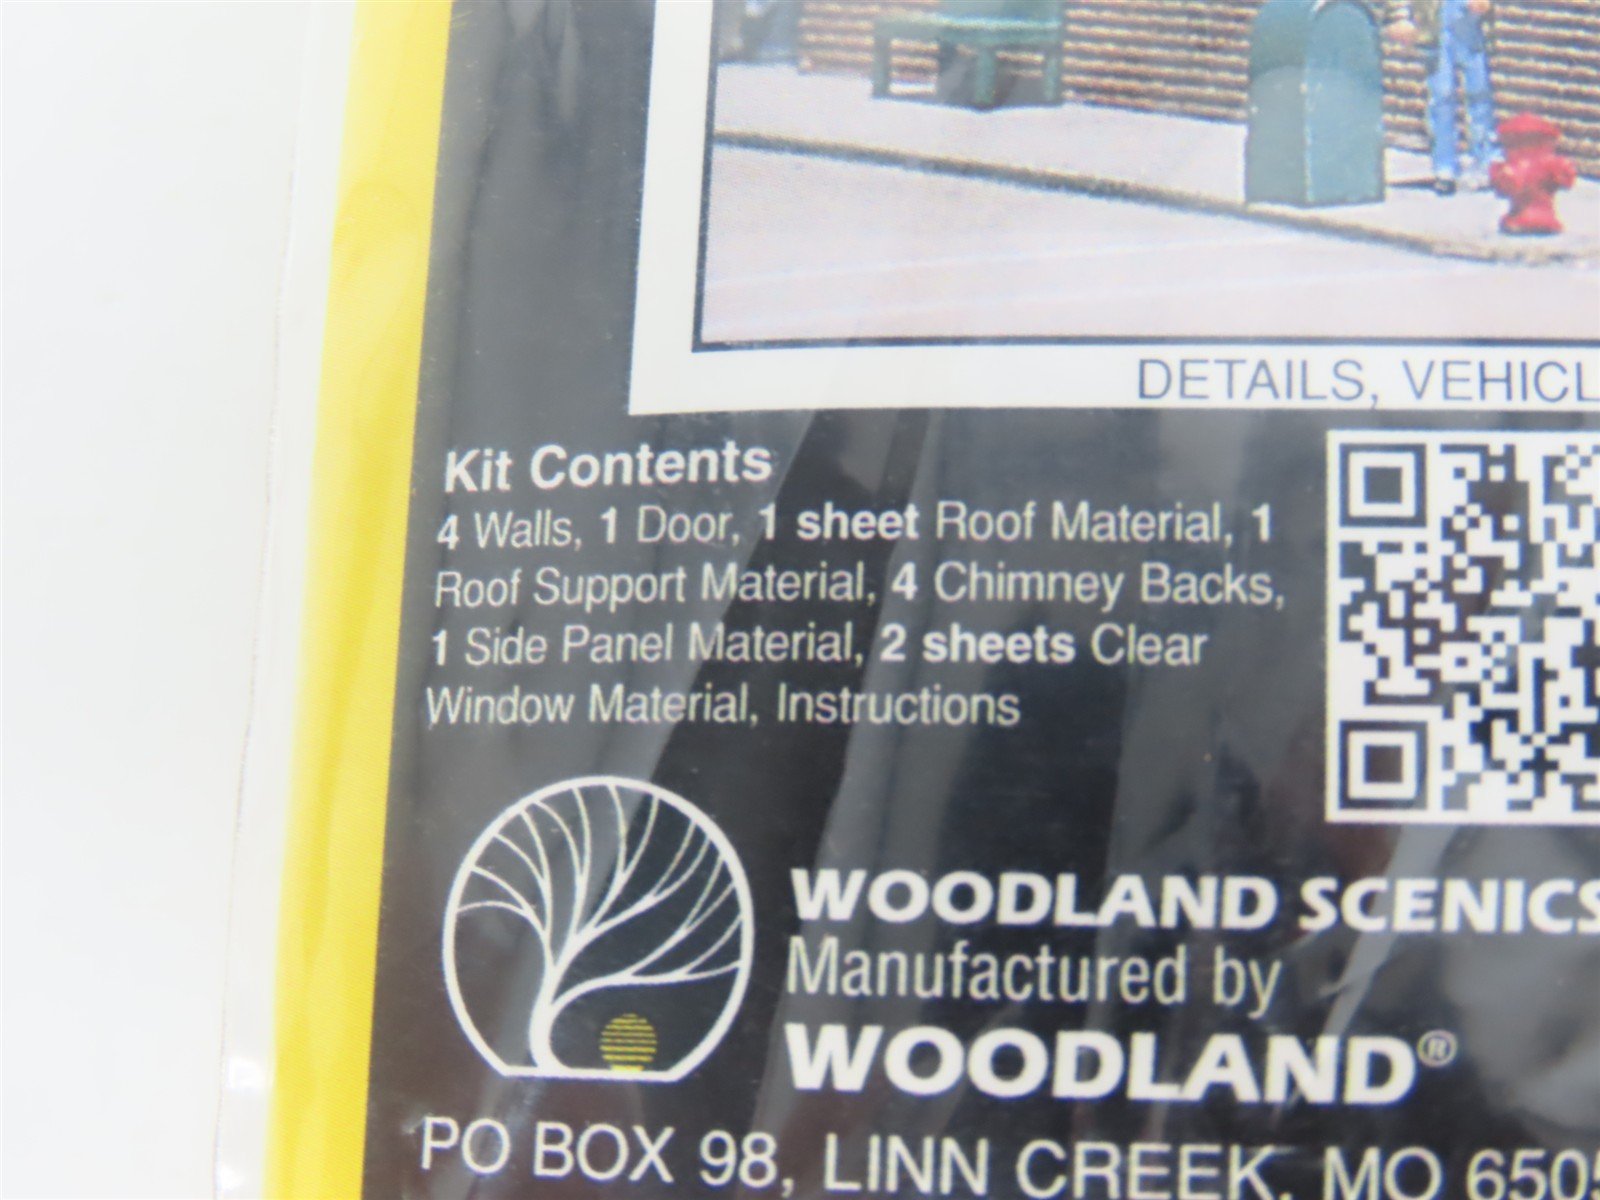 DETAILS, VEHICL
Kit Contents
4 Walls, 1 Door, 1 sheet Roof Material, 1
Roof Support Material, 4 Chimney Backs,
1 Side Panel Material, 2 sheets Clear
Window Material, Instructions
WOODLAND SCENICS
Manufactured by
WOODLAND®
PO BOX 98, LINN CREEK, MO 6505